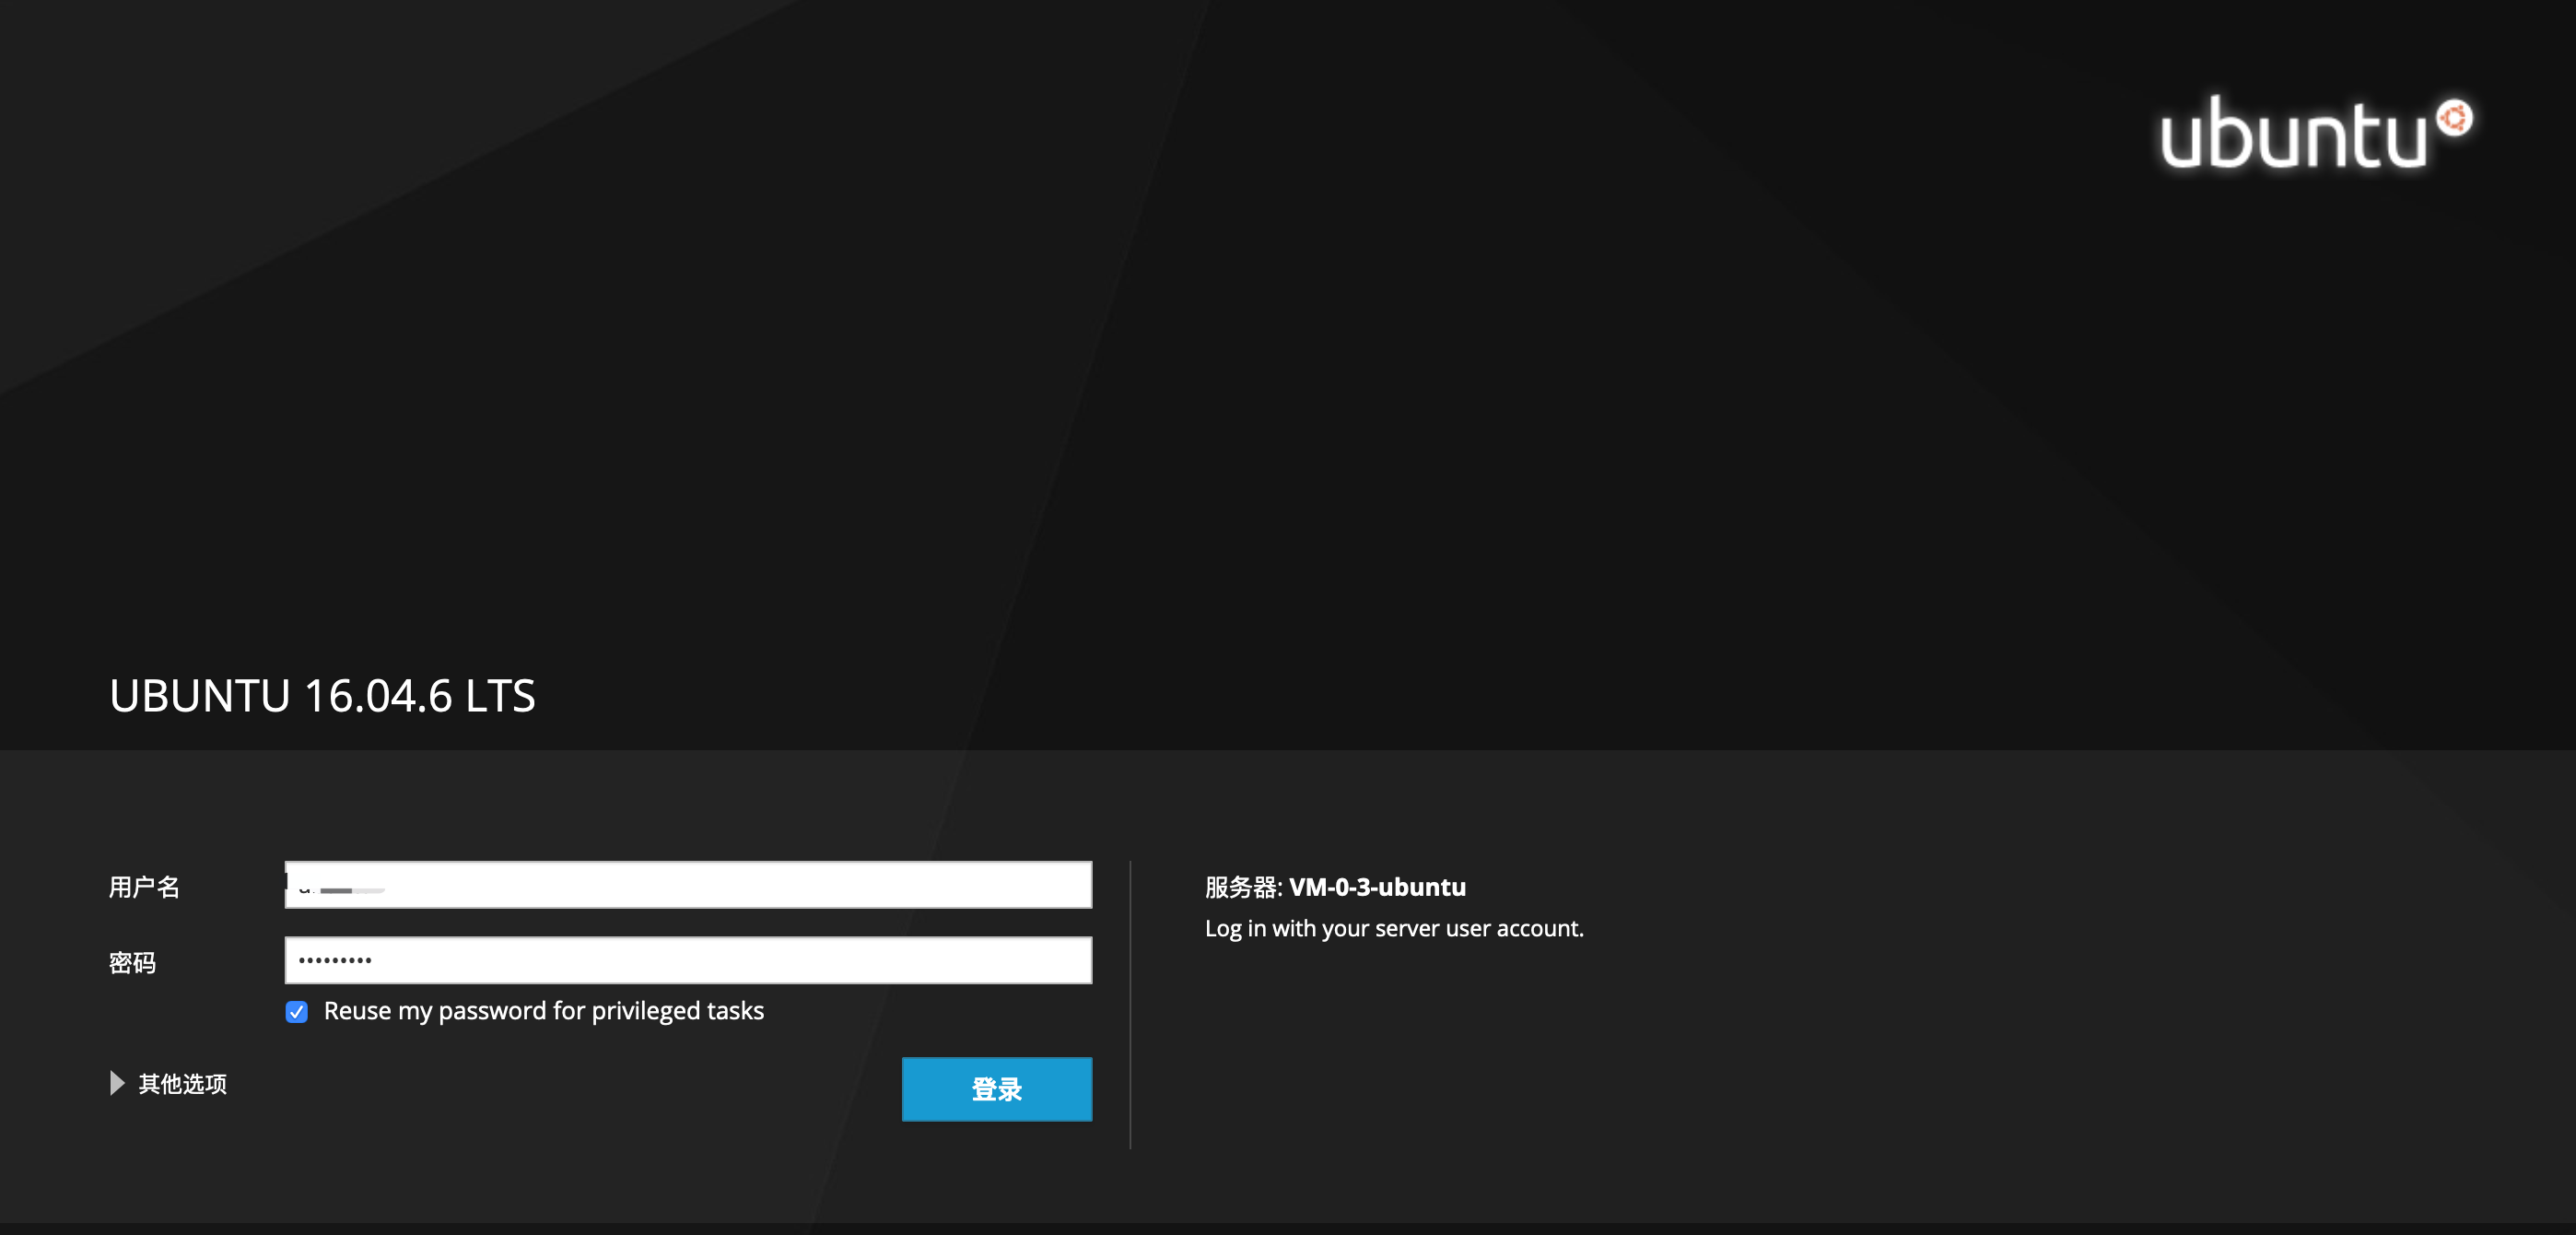 ubuntu
UBUNTU 16.04.6 LTS
用户名
密码
•••••••••
Reuse my password for privileged tasks
其他选项
登录
服务器: VM-0-3-ubuntu
Log in with your server user account.